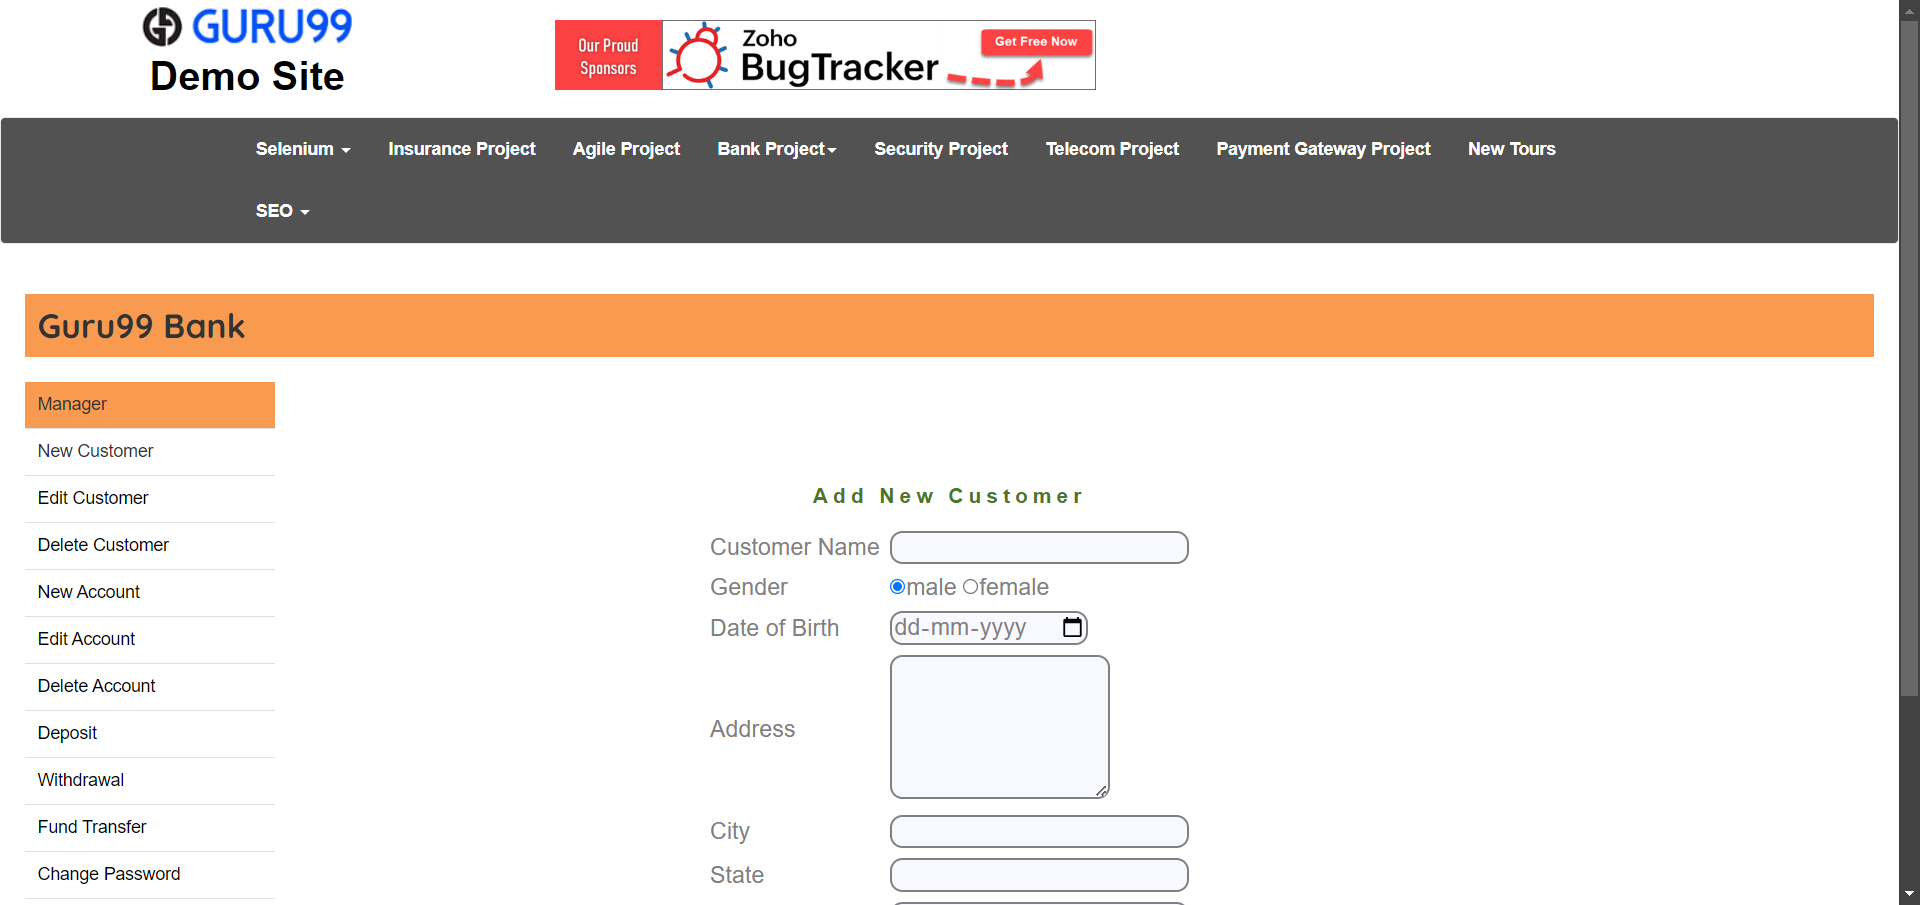 GURU99
Demo Site
Our Proud
Sponsors
Zoho
BugTracker
Get Free Now
Selenium
Insurance Project
Agile Project
Bank Project
Security Project
Telecom Project
Payment Gateway Project
New Tours
SEO
Guru99 Bank
Manager
New Customer
Edit Customer
Delete Customer
New Account
Edit Account
Delete Account
Deposit
Withdrawal
Fund Transfer
Change Password
Add New Customer
Customer Name
Gender male female
Date of Birth dd-mm-yyyy
Address
City
State